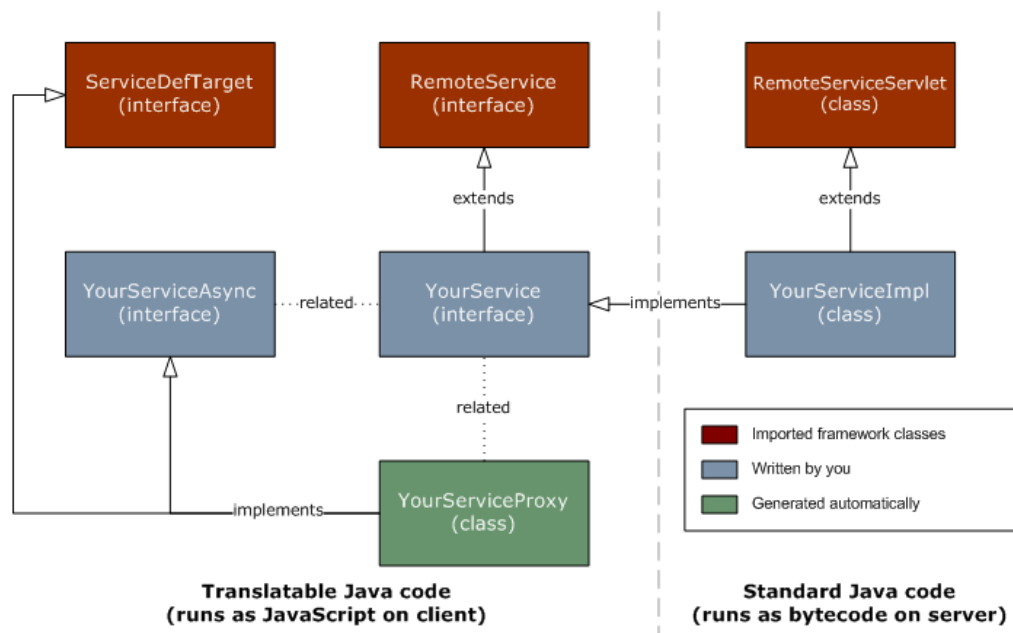 ServiceDefTarget
(interface)
RemoteService
(interface)
RemoteServiceServlet
(class)
extends
extends
YourServiceAsync
(interface)
related
YourService
(interface)
implements
YourServiceImpl
(class)
related
Imported framework classes
Written by you
Generated automatically
YourServiceProxy
(class)
implements
Translatable Java code
(runs as JavaScript on client)
Standard Java code
(runs as bytecode on server)